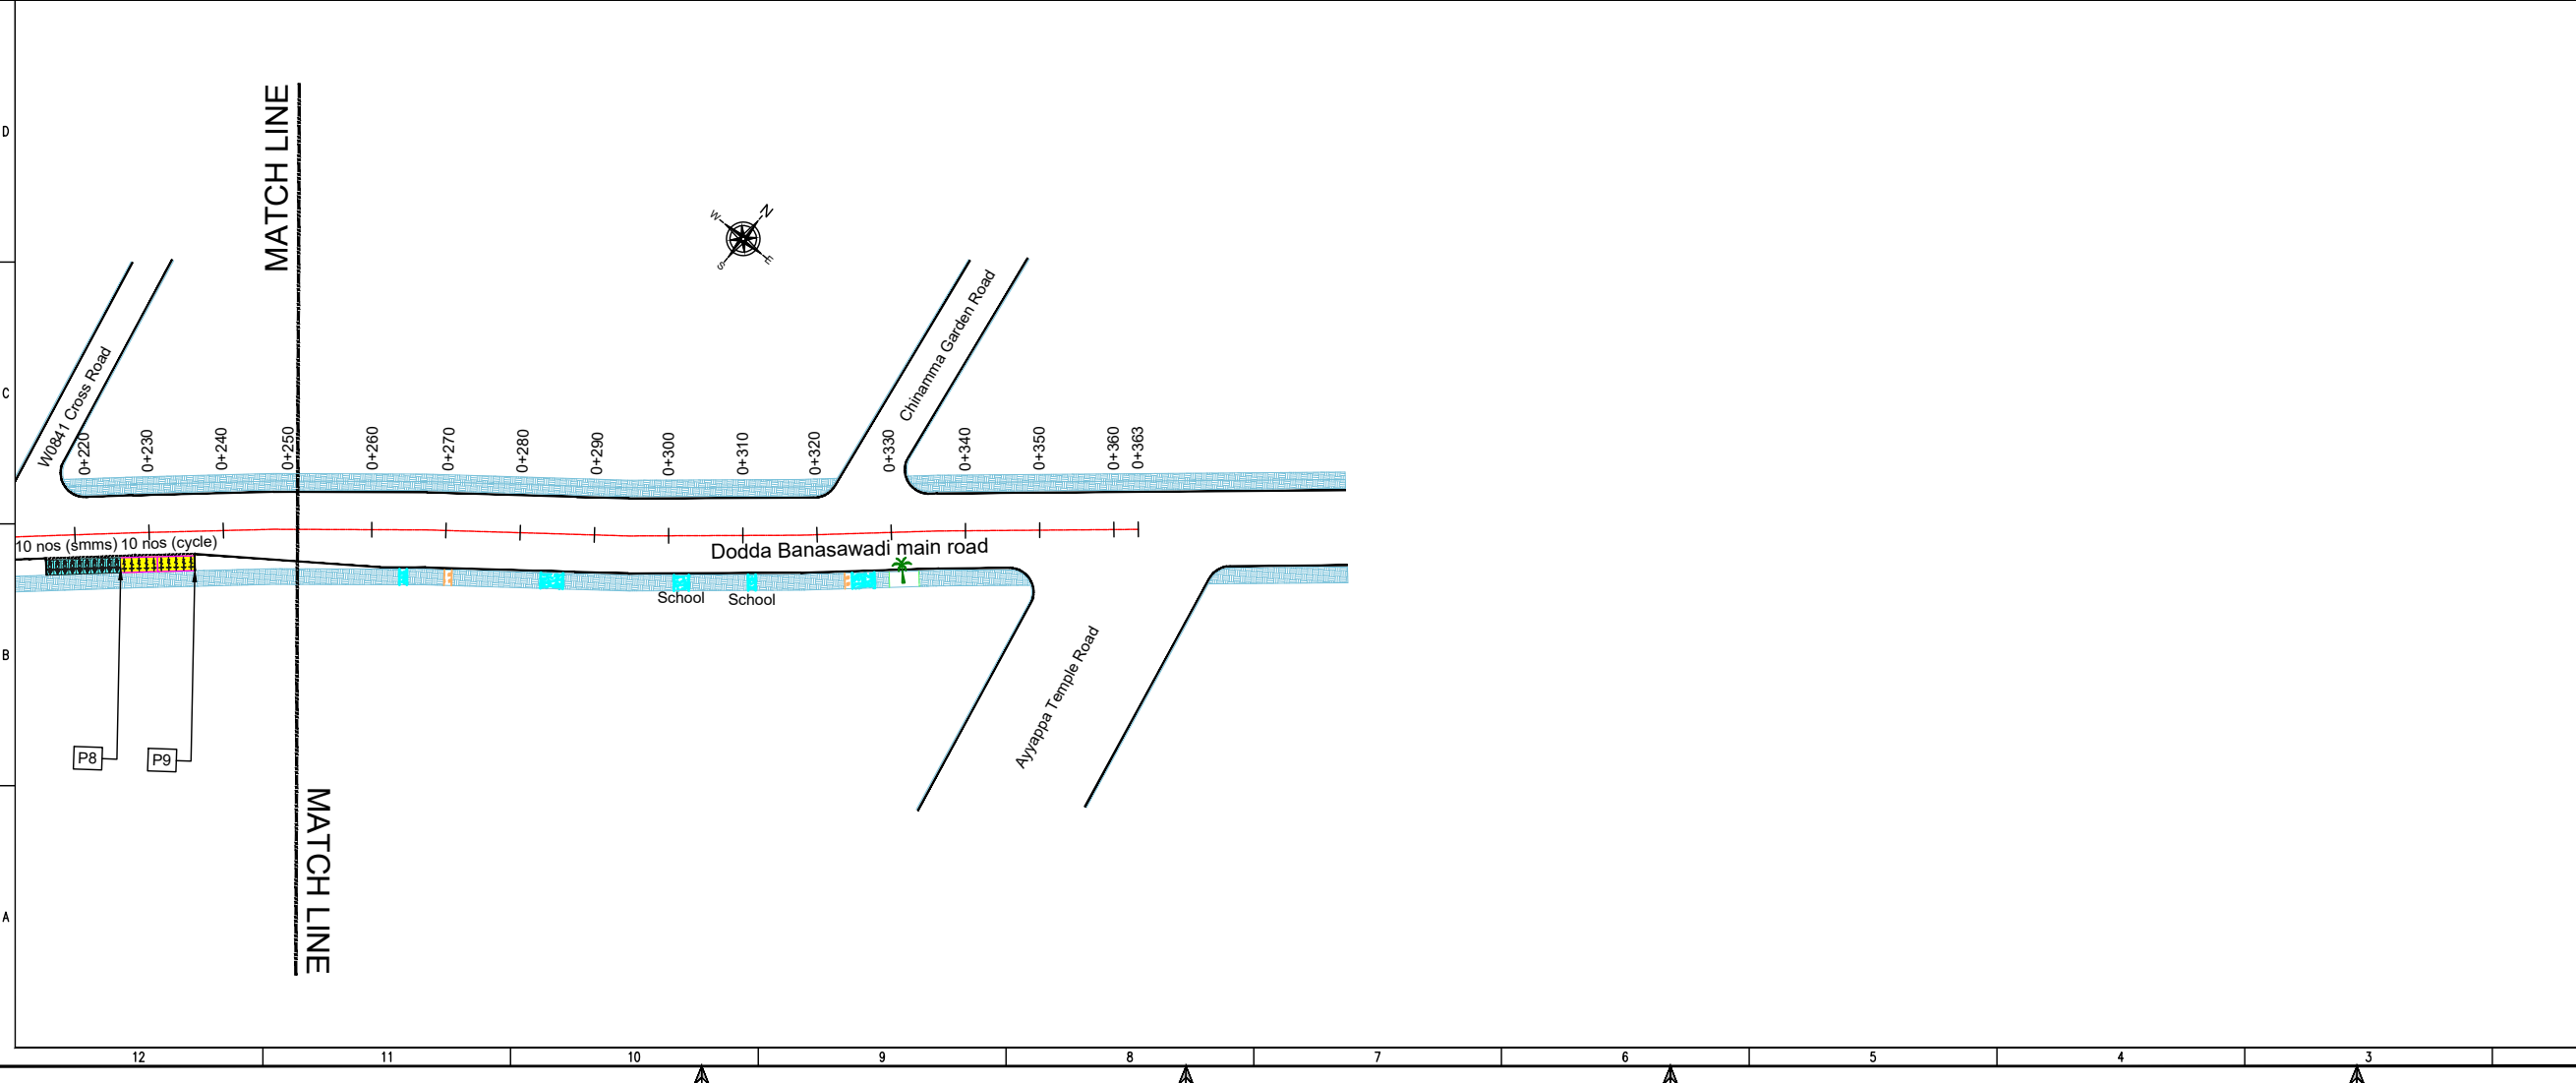 D
MATCH LINE
N
W
S
E
C
W0841 Cross Road
Chinamma Garden Road
0+220
0+230
0+240
0+250
0+260
0+270
0+280
0+290
0+000
0+310
0+320
0+330
0+340
0+350
0+360
0+363
10 nos (smms) 10 nos (cycle)
Dodda Banasawadi main road
School
School
B
Ayyappa Temple Road
P8
P9
MATCH LINE
A
12
11
10
9
8
7
6
5
4
3